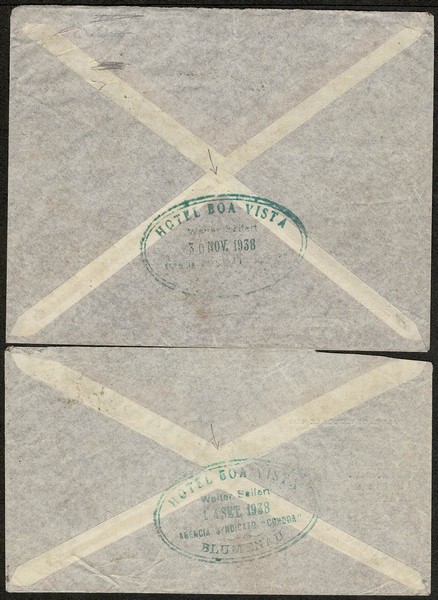 HOTEL BOA VISTA
Walter Seifert
30 NOV. 1938
HOTEL BOA VISTA
Walter Seifert
1 SET. 1938
AGENCIA SYNDICATO "CONDOR"
BLUMENAU